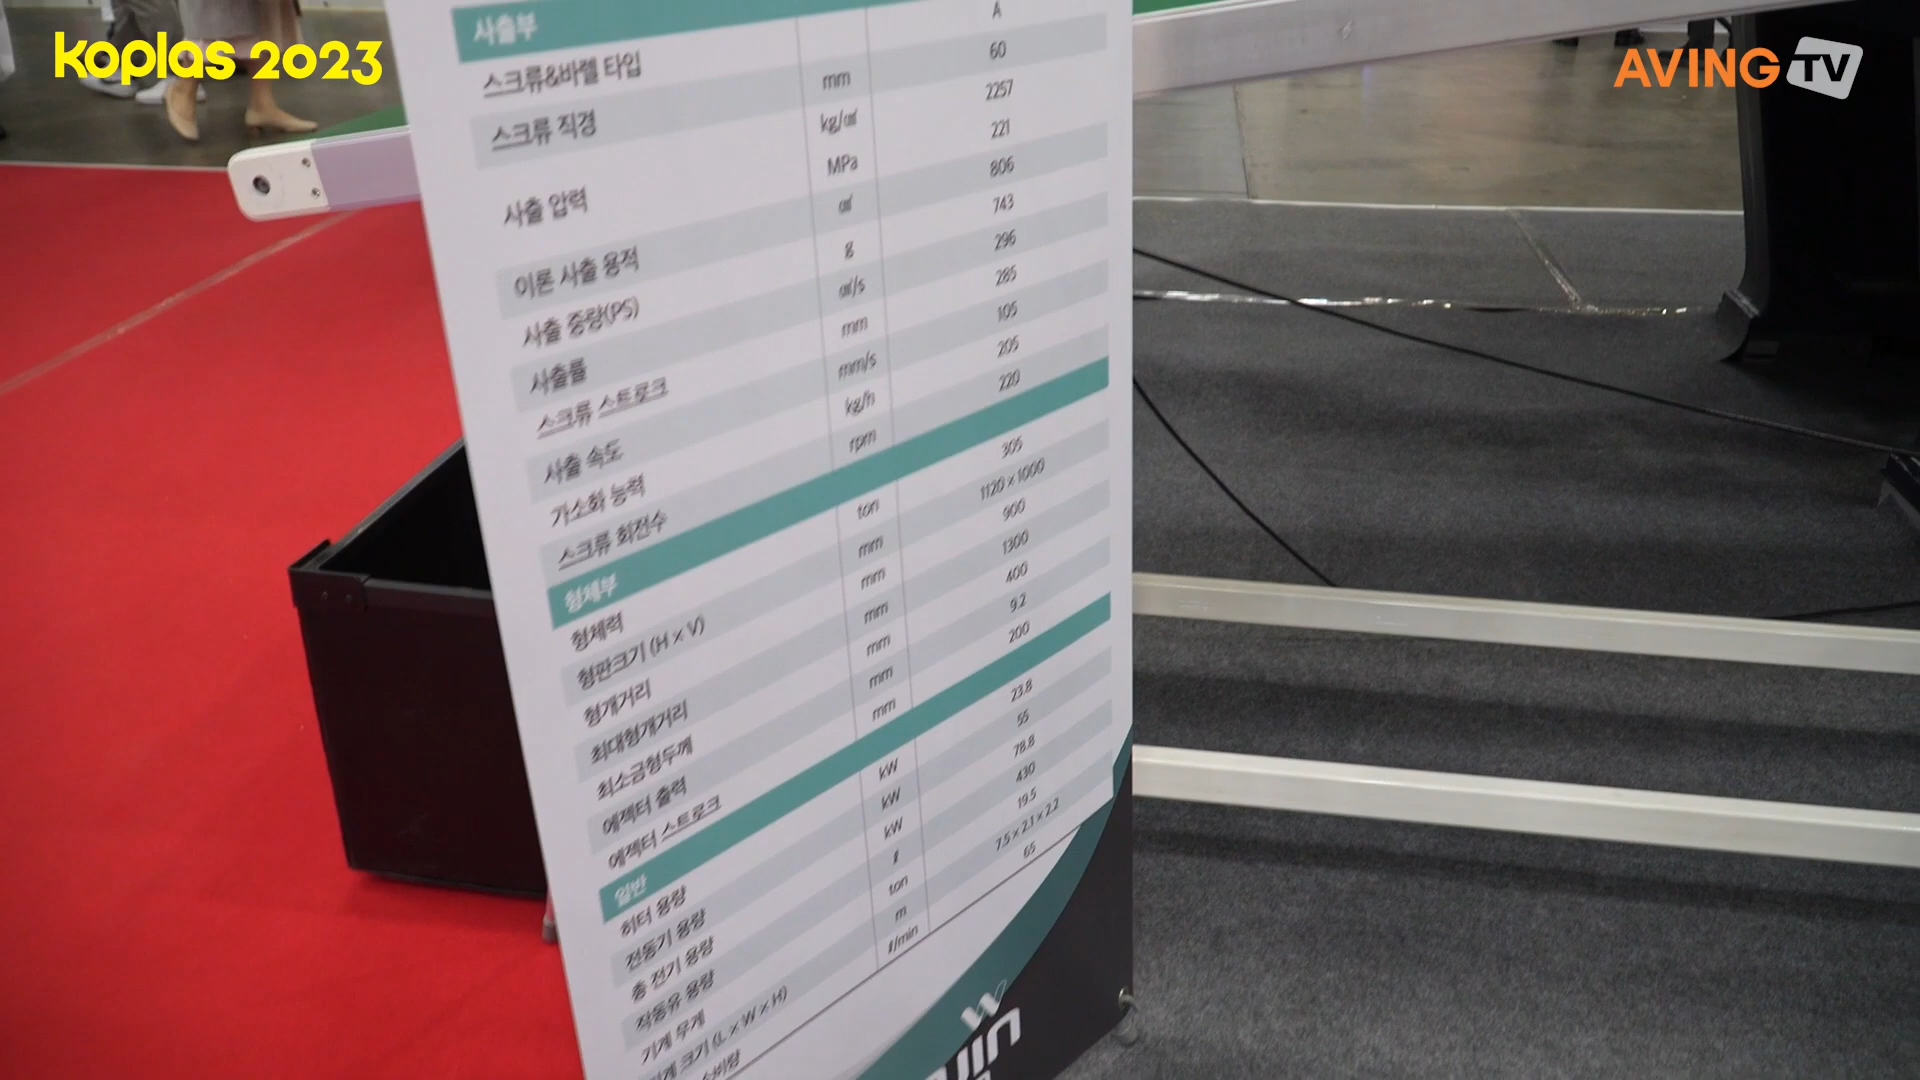 koplas 2023
AVING TV
사출부
스크류&바렐 타입 A
스크류 직경 mm 60
사출 압력 kg/㎠ 2257
MPa 221
이론 사출 용적 ㎤ 806
사출 중량(PS) g 743
사출률 ㎤/s 296
스크류 스트로크 mm 285
사출 속도 mm/s 105
가소화 능력 kg/h 205
스크류 회전수 rpm 220
형체부
형체력 ton 305
형판크기 (H x V) mm 1120 x 1000
형개거리 mm 900
최대형개거리 mm 1300
최소금형두께 mm 400
에젝터 출력 mm 9.2
에젝터 스트로크 mm 200
일반
히터 용량 kW 23.8
전동기 용량 kW 55
총 전기 용량 kW 78.8
작동유 용량 ℓ 430
기계 무게 ton 19.5
기계 크기 (L x W x H) m 7.5 x 2.1 x 2.2
소비량 ℓ/min 65